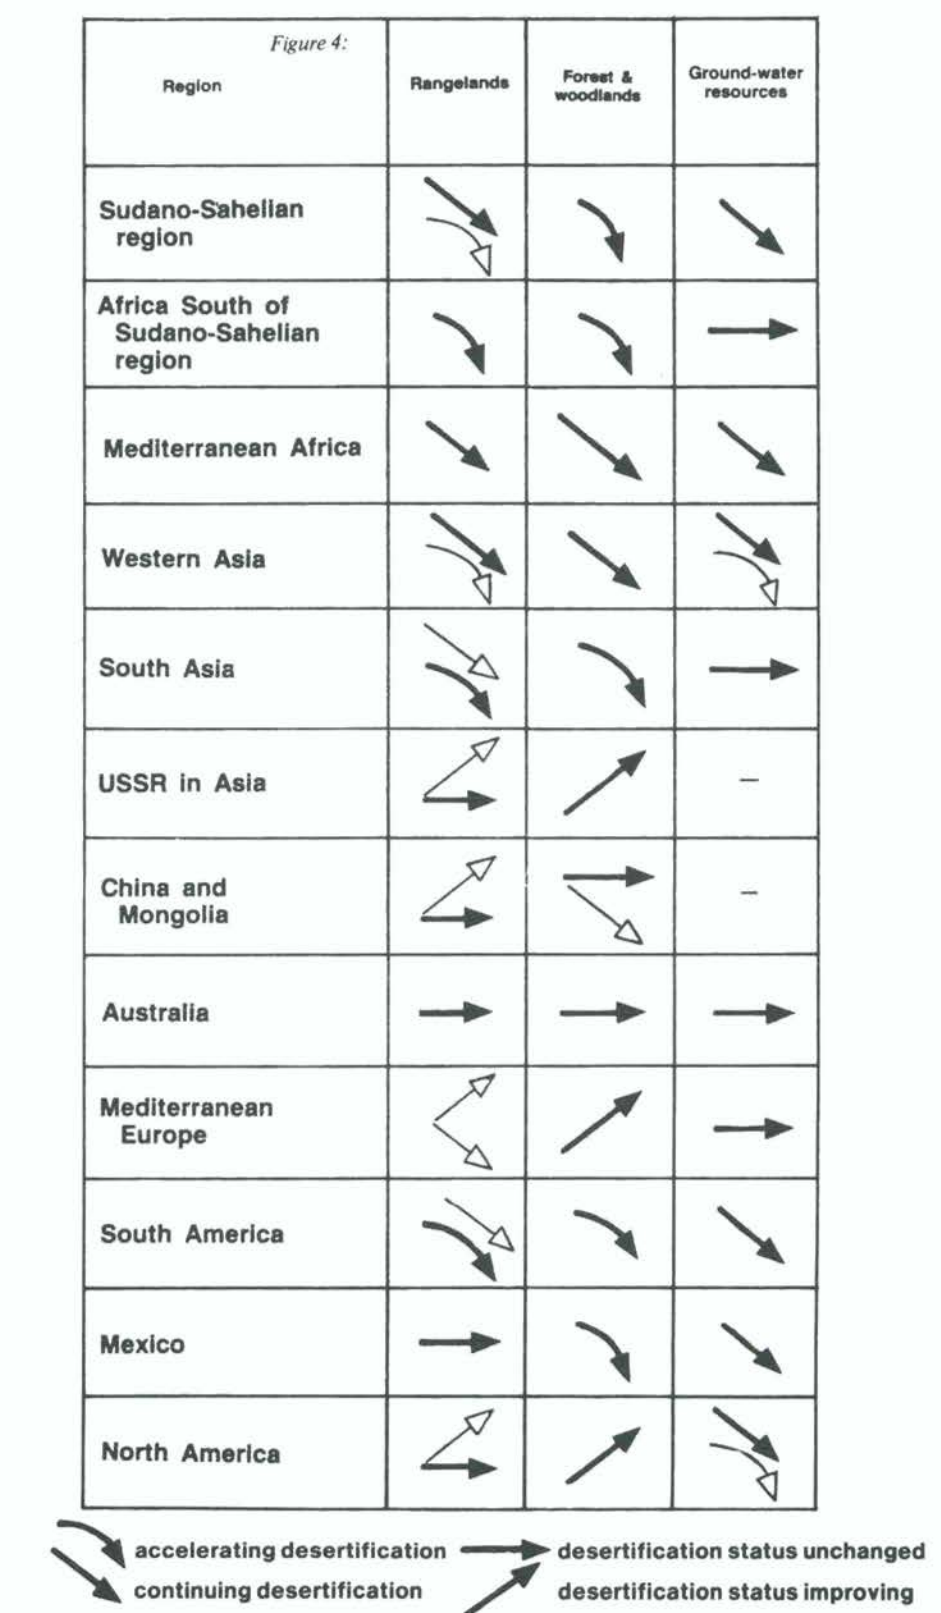 Figure 4:
Region
Rangelands
Forest &
woodlands
Ground-water
resources
Sudano-Sahelian
region
Africa South of
Sudano-Sahelian
region
Mediterranean Africa
Western Asia
South Asia
USSR in Asia
–
China and
Mongolia
–
Australia
Mediterranean
Europe
South America
Mexico
North America
accelerating desertification
desertification status unchanged
continuing desertification
desertification status improving